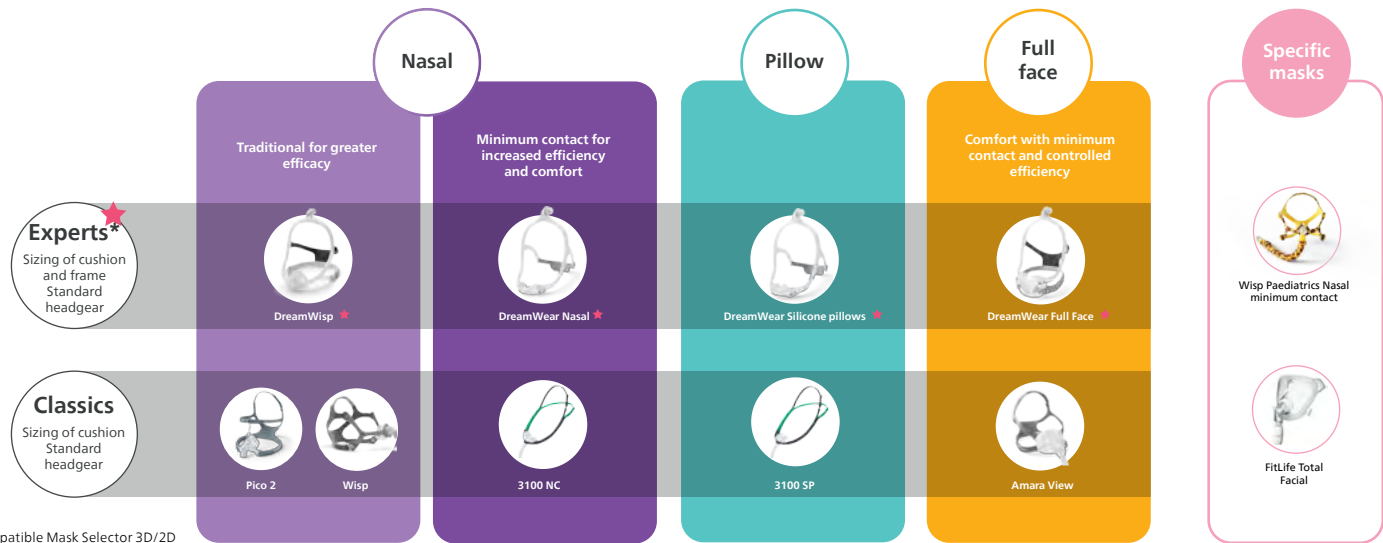 Nasal
Pillow
Full
face
Specific
masks
Traditional for greater
efficacy
Minimum contact for
increased efficiency
and comfort
Comfort with minimum
contact and controlled
efficiency
Experts*
Sizing of cushion
and frame
Standard
headgear
DreamWisp
DreamWear Nasal
DreamWear Silicone pillows
DreamWear Full Face
Wisp Paediatrics Nasal
minimum contact
Classics
Sizing of cushion
Standard
headgear
Pico 2
Wisp
3100 NC
3100 SP
Amara View
FitLife Total
Facial
patible Mask Selector 3D/2D